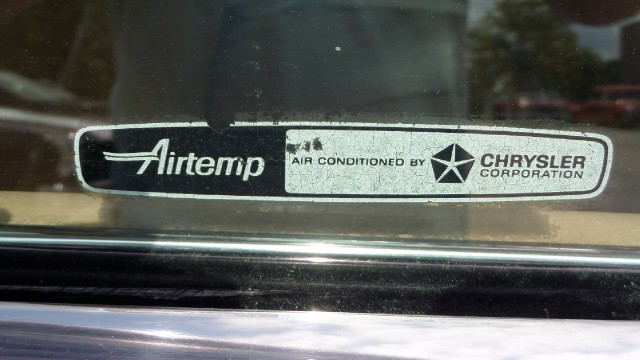 Airtemp
AIR CONDITIONED BY
CHRYSLER
CORPORATION